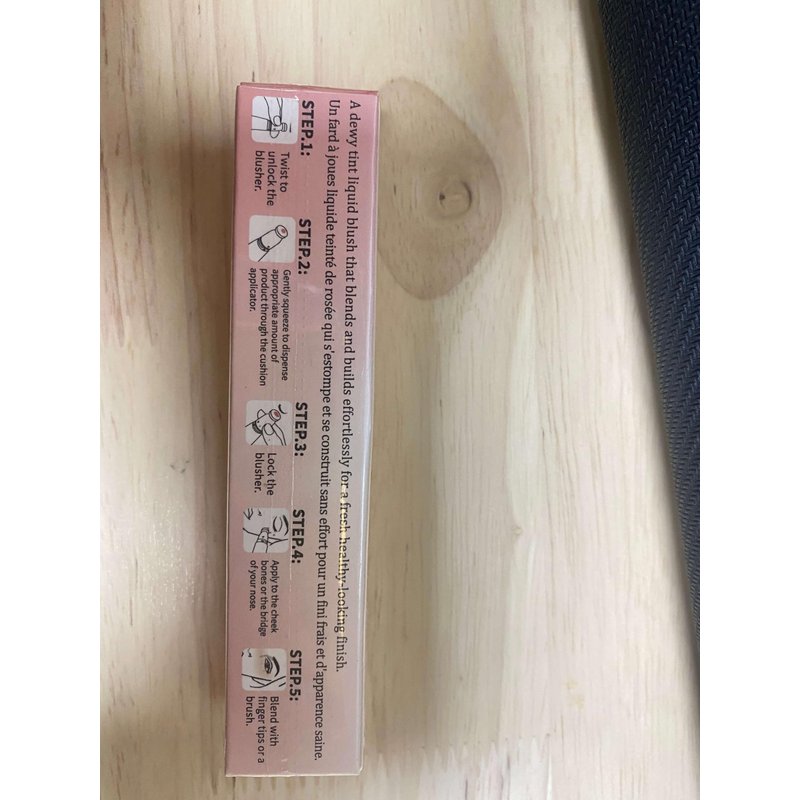 A dewy tint liquid blush that blends and builds effortlessly for a fresh healthy-looking finish.
Un fard à joues liquide teinté de rosée qui s'estompe et se construit sans effort pour un fini frais et d'apparence saine.
STEP.1:
Twist to
unlock the
blusher.
STEP.2:
Gently squeeze to dispense
appropriate amount of
product through the cushion
applicator.
STEP.3:
Lock the
blusher.
STEP.4:
Apply to the cheek
bones or the bridge
of your nose.
STEP.5:
Blend with
finger tips or a
brush.